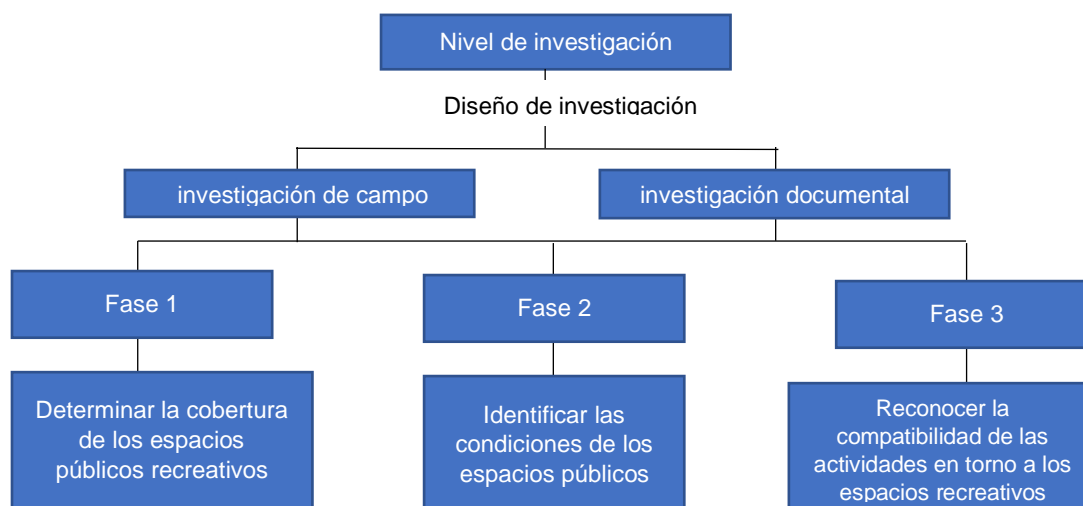 Nivel de investigación
Diseño de investigación
investigación de campo
investigación documental
Fase 1
Fase 2
Fase 3
Determinar la cobertura
de los espacios
públicos recreativos
Identificar las
condiciones de los
espacios públicos
Reconocer la
compatibilidad de las
actividades en torno a los
espacios recreativos